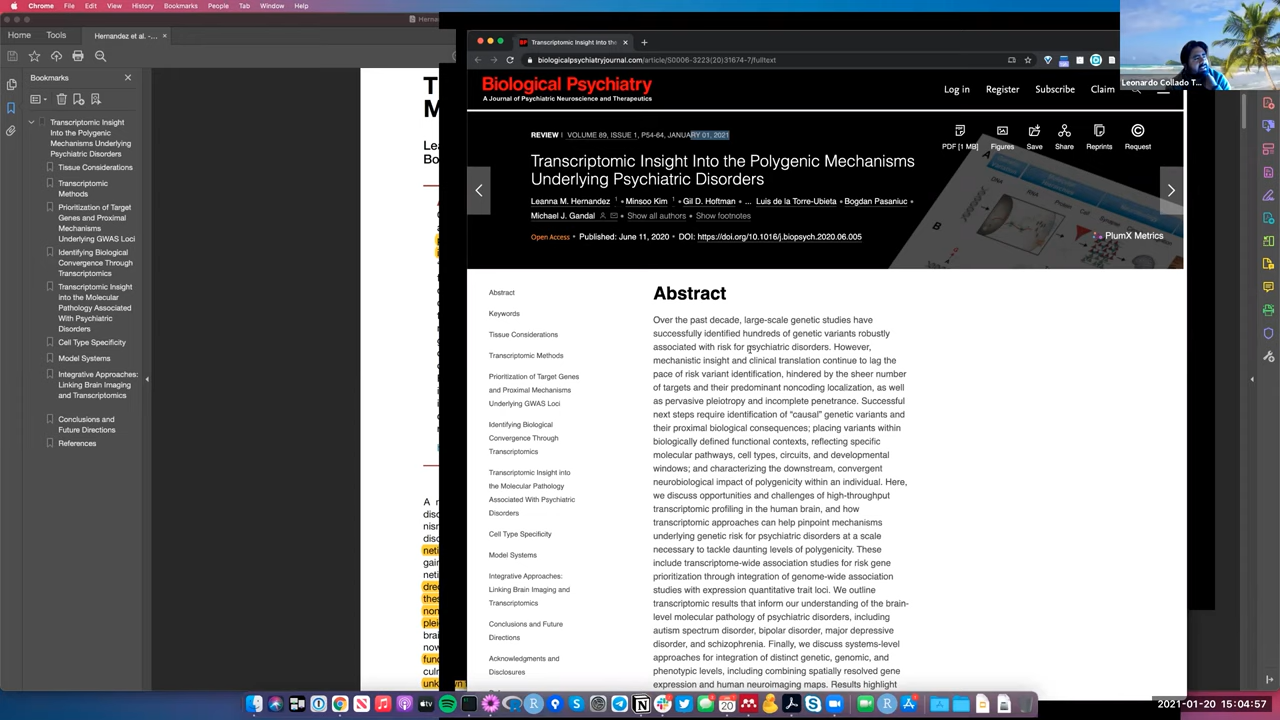 Chrome File Edit View History Bookmarks People Tab Window Help
Home Tools Hernandez et al. -...
Bookmarks
Transcriptomic Insight Into the Polygenic Mechanisms Underlying Psychiatric Disorders
Tissue Considerations
Transcriptomic Methods
Prioritization of Target Genes and Proximal Mechanisms Underlying GWAS Loci
Identifying Biological Convergence Through Transcriptomics
Transcriptomic Insight into the Molecular Pathology Associated With Psychiatric Disorders
Cell Type Specificity
Model Systems
Integrative Approaches: Linking Brain Imaging and Transcriptomics
Conclusions and Future Directions
References
Transcriptomic Insight Into the
biologicalpsychiatryjournal.com/article/S0006-3223(20)31674-7/fulltext
Biological Psychiatry
A Journal of Psychiatric Neuroscience and Therapeutics
Log in Register Subscribe Claim
REVIEW | VOLUME 89, ISSUE 1, P54-64, JANUARY 01, 2021
PDF [1 MB] Figures Save Share Reprints Request
Transcriptomic Insight Into the Polygenic Mechanisms
Underlying Psychiatric Disorders
Leanna M. Hernandez 1 • Minsoo Kim 1 • Gil D. Hoftman • ... Luis de la Torre-Ubieta • Bogdan Pasaniuc •
Michael J. Gandal • Show all authors • Show footnotes
Open Access • Published: June 11, 2020 • DOI: https://doi.org/10.1016/j.biopsych.2020.06.005
PlumX Metrics
Abstract
Keywords
Tissue Considerations
Transcriptomic Methods
Prioritization of Target Genes
and Proximal Mechanisms
Underlying GWAS Loci
Identifying Biological
Convergence Through
Transcriptomics
Transcriptomic Insight into
the Molecular Pathology
Associated With Psychiatric
Disorders
Cell Type Specificity
Model Systems
Integrative Approaches:
Linking Brain Imaging and
Transcriptomics
Conclusions and Future
Directions
Acknowledgments and
Disclosures
Abstract
Over the past decade, large-scale genetic studies have
successfully identified hundreds of genetic variants robustly
associated with risk for psychiatric disorders. However,
mechanistic insight and clinical translation continue to lag the
pace of risk variant identification, hindered by the sheer number
of targets and their predominant noncoding localization, as well
as pervasive pleiotropy and incomplete penetrance. Successful
next steps require identification of “causal” genetic variants and
their proximal biological consequences; placing variants within
biologically defined functional contexts, reflecting specific
molecular pathways, cell types, circuits, and developmental
windows; and characterizing the downstream, convergent
neurobiological impact of polygenicity within an individual. Here,
we discuss opportunities and challenges of high-throughput
transcriptomic profiling in the human brain, and how
transcriptomic approaches can help pinpoint mechanisms
underlying genetic risk for psychiatric disorders at a scale
necessary to tackle daunting levels of polygenicity. These
include transcriptome-wide association studies for risk gene
prioritization through integration of genome-wide association
studies with expression quantitative trait loci. We outline
transcriptomic results that inform our understanding of the brain-
level molecular pathology of psychiatric disorders, including
autism spectrum disorder, bipolar disorder, major depressive
disorder, and schizophrenia. Finally, we discuss systems-level
approaches for integration of distinct genetic, genomic, and
phenotypic levels, including combining spatially resolved gene
expression and human neuroimaging maps. Results highlight
Leonardo Collado T...
2021-01-20 15:04:57